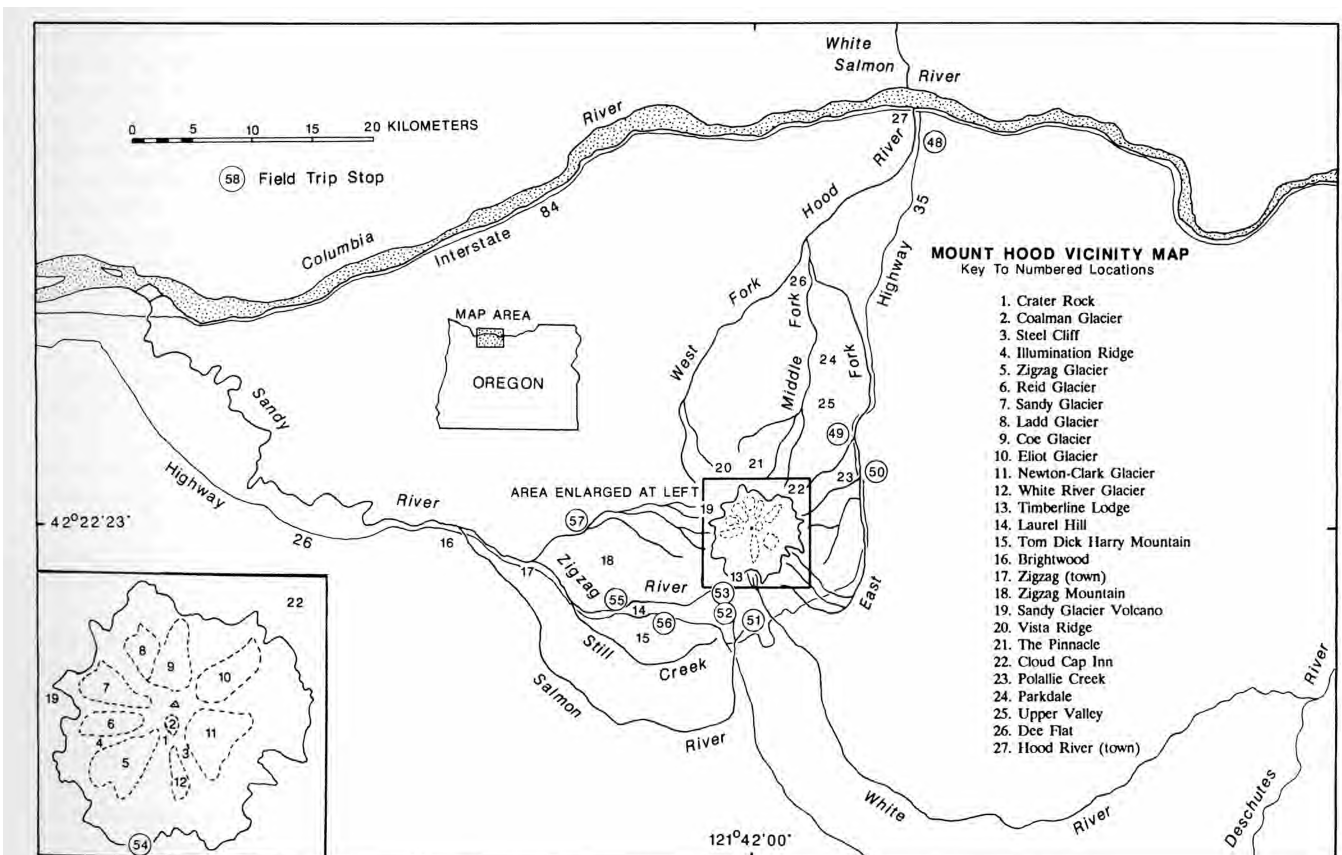 White
Salmon River
River
0 5 10 15 20 KILOMETERS
58 Field Trip Stop
27
River
48
Hood
35
84
Columbia
Interstate
Highway
MOUNT HOOD VICINITY MAP
Key To Numbered Locations
1. Crater Rock
2. Coalman Glacier
3. Steel Cliff
4. Illumination Ridge
5. Zigzag Glacier
6. Reid Glacier
7. Sandy Glacier
8. Ladd Glacier
9. Coe Glacier
10. Eliot Glacier
11. Newton-Clark Glacier
12. White River Glacier
13. Timberline Lodge
14. Laurel Hill
15. Tom Dick Harry Mountain
16. Brightwood
17. Zigzag (town)
18. Zigzag Mountain
19. Sandy Glacier Volcano
20. Vista Ridge
21. The Pinnacle
22. Cloud Cap Inn
23. Polallie Creek
24. Parkdale
25. Upper Valley
26. Dee Flat
27. Hood River (town)
26
Fork
Fork
MAP AREA
OREGON
West
Middle
24
Fork
25
Sandy
49
50
20
21
22
23
Highway
26
River
AREA ENLARGED AT LEFT
19
57
42°22'23"
16
17
18
Zigzag
River
13
53
55
14
52
51
56
15
East
Still
Creek
Salmon
River
White
River
River
Deschutes
121°42'00"
22
8
9
10
7
19
6
2
11
4
1
3
5
12
54